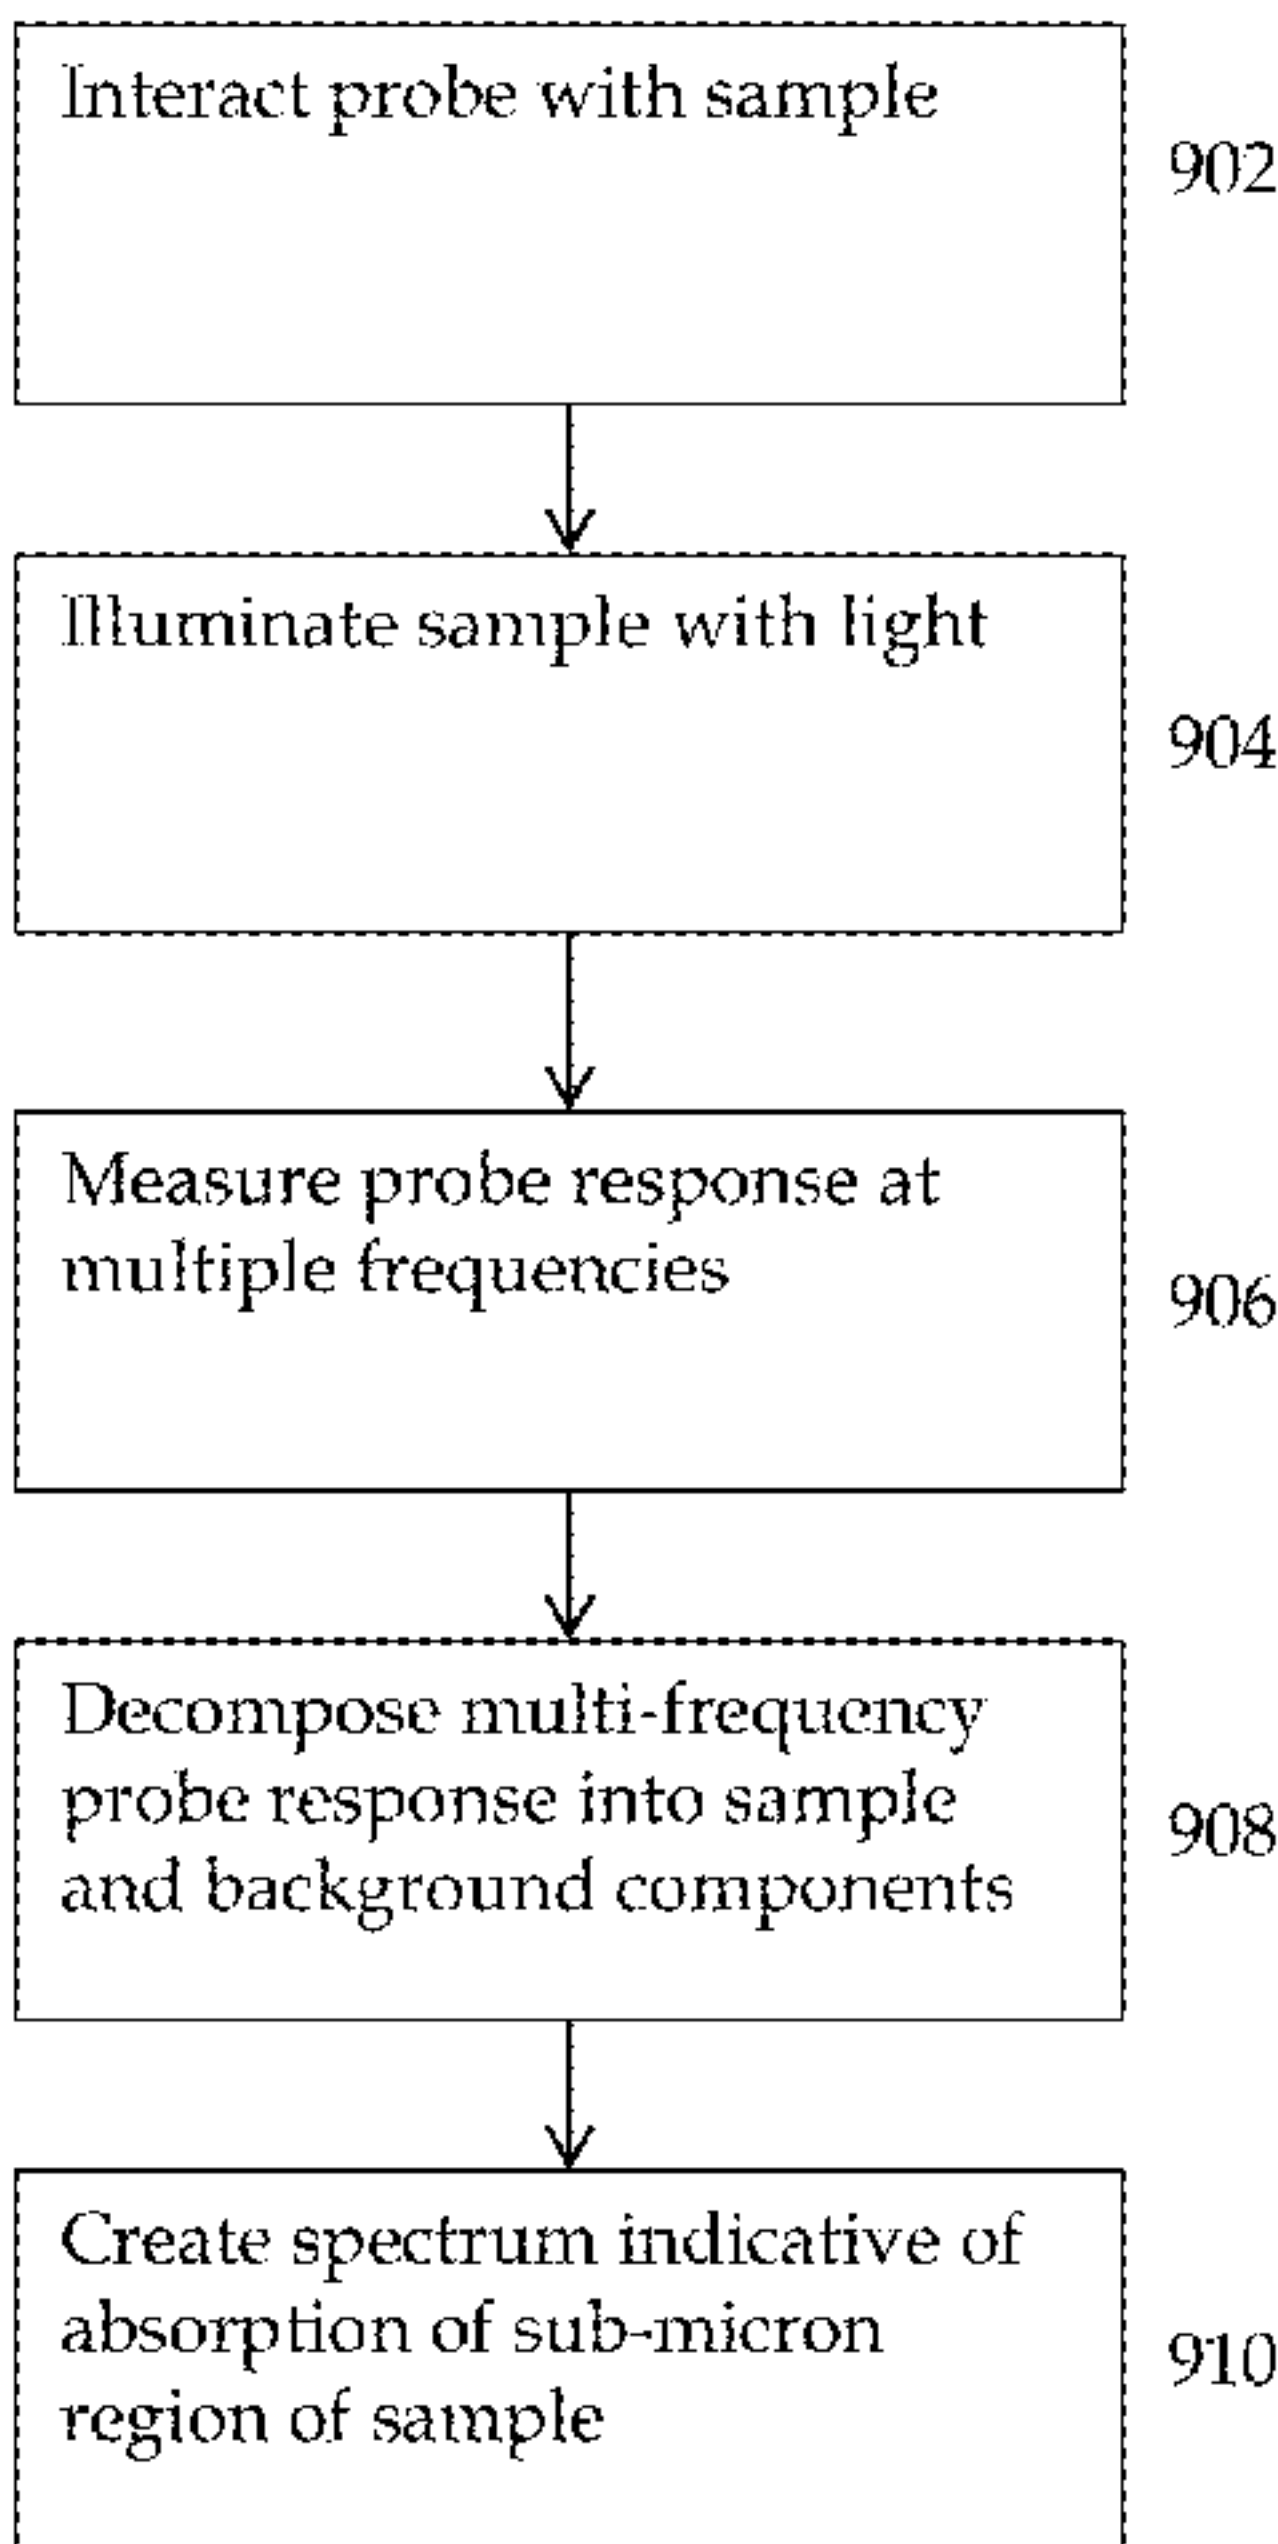 Interact probe with sample
902
Illuminate sample with light
904
Measure probe response at
multiple frequencies
906
Decompose multi-frequency
probe response into sample
and background components
908
Create spectrum indicative of
absorption of sub-micron
region of sample
910